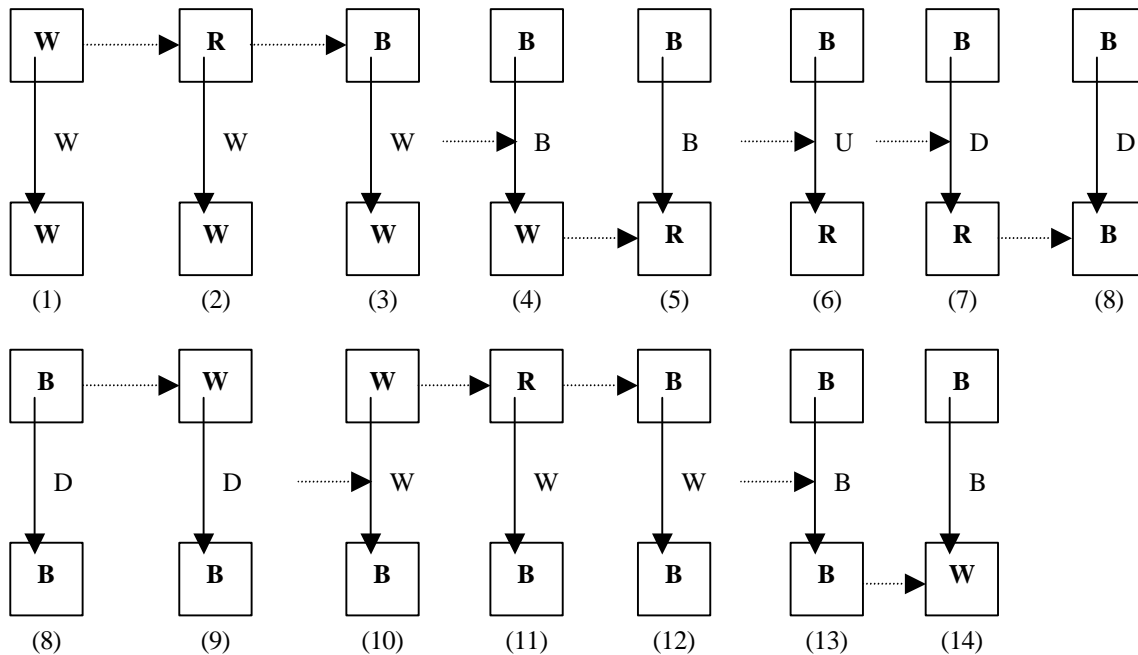 W R B B B B B B
W W W B B U D D
W W W W R R R B
(1) (2) (3) (4) (5) (6) (7) (8)
B W W R B B B
D D W W W B B
B B B B B B W
(8) (9) (10) (11) (12) (13) (14)